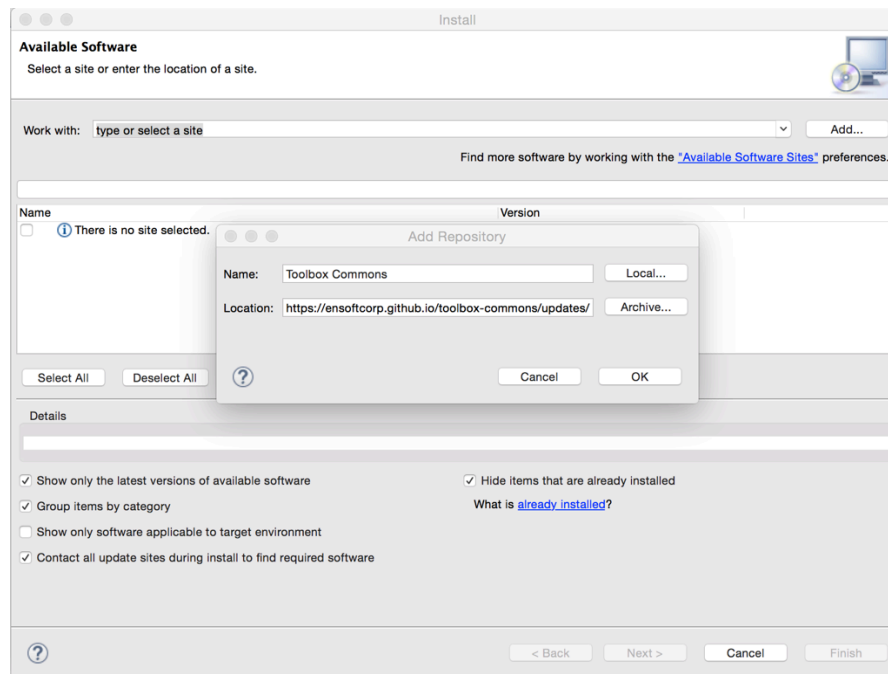 Install
Available Software
Select a site or enter the location of a site.
Work with: type or select a site Add...
Find more software by working with the "Available Software Sites" preferences.
Name Version
There is no site selected.
Add Repository
Name: Toolbox Commons Local...
Location: https://ensoftcorp.github.io/toolbox-commons/updates/ Archive...
Cancel OK
Select All Deselect All
Details
Show only the latest versions of available software Hide items that are already installed
Group items by category What is already installed?
Show only software applicable to target environment
Contact all update sites during install to find required software
< Back Next > Cancel Finish